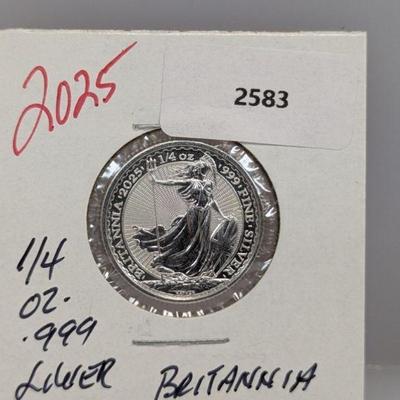 2025
2583
BRITANNIA · 2025 · 1/4 OZ · 999 · FINE · SILVER
1/4
OZ.
.999
SILVER
BRITANNIA